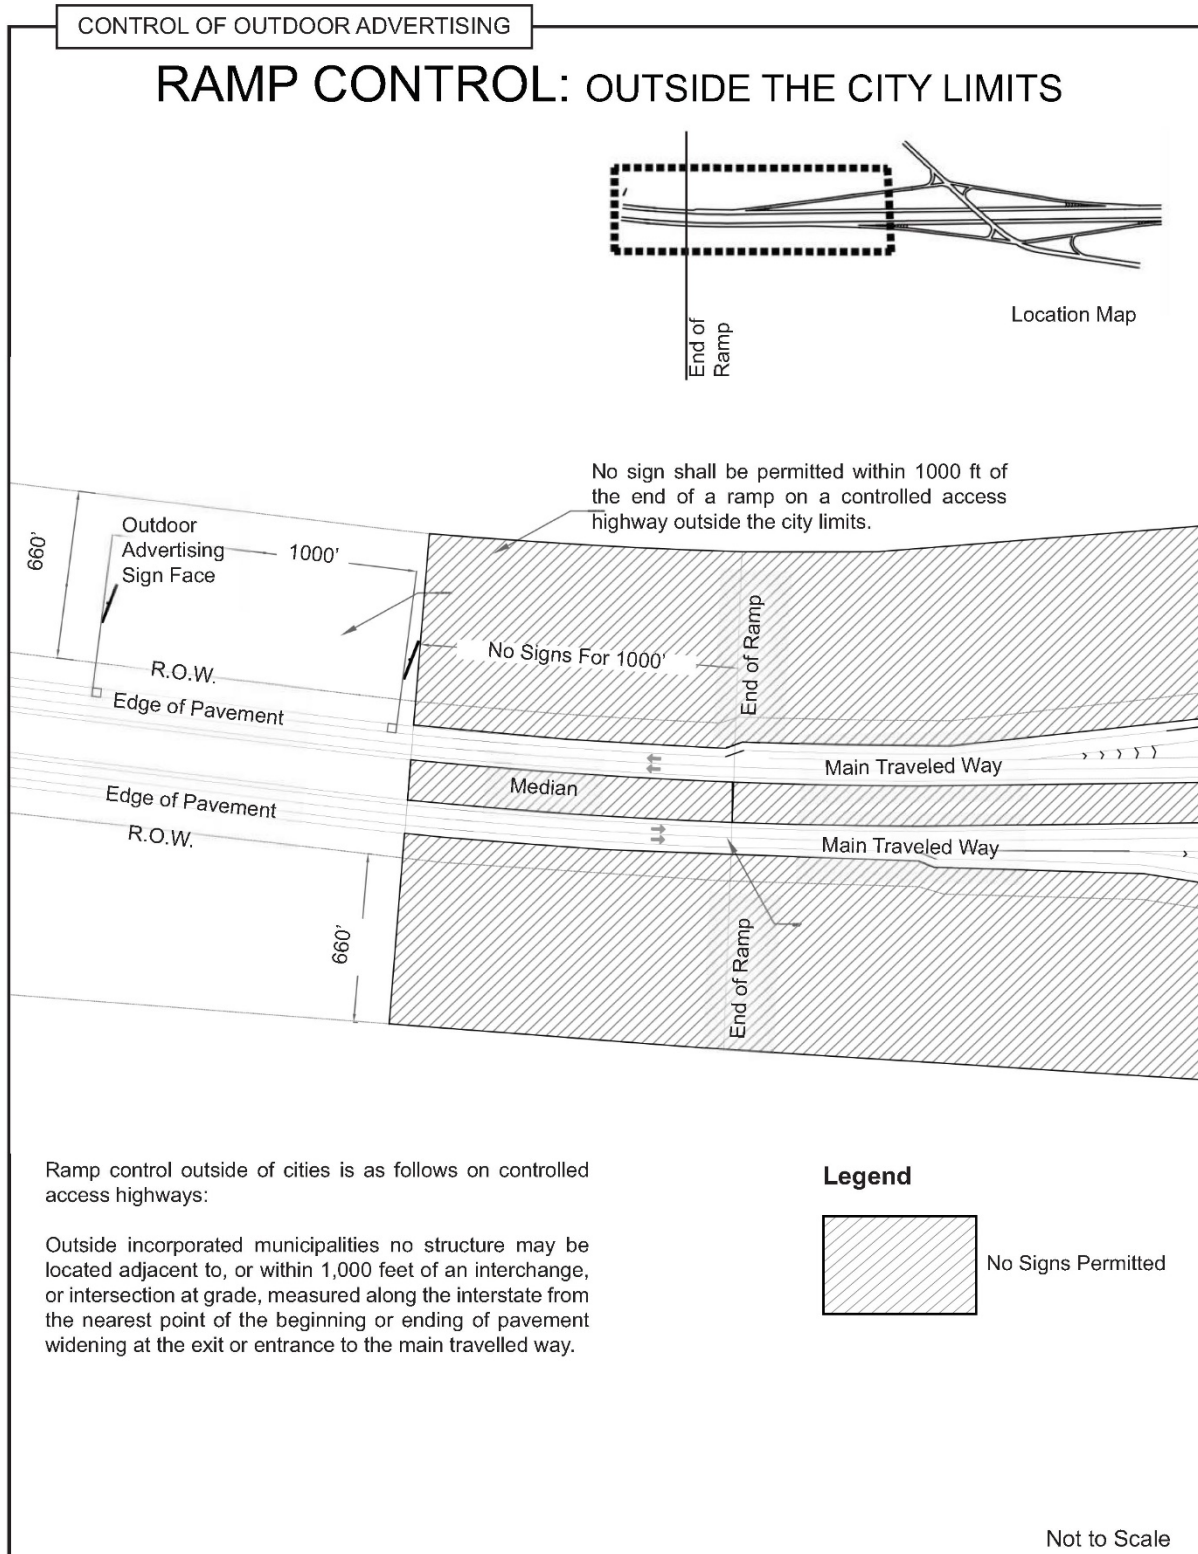 CONTROL OF OUTDOOR ADVERTISING
RAMP CONTROL: OUTSIDE THE CITY LIMITS
End of
Ramp
Location Map
No sign shall be permitted within 1000 ft of
the end of a ramp on a controlled access
highway outside the city limits.
660’
Outdoor
Advertising
Sign Face
1000’
No Signs For 1000’
End of Ramp
R.O.W.
Edge of Pavement
Main Traveled Way
Median
Edge of Pavement
R.O.W.
Main Traveled Way
660’
End of Ramp
Ramp control outside of cities is as follows on controlled
access highways:
Outside incorporated municipalities no structure may be
located adjacent to, or within 1,000 feet of an interchange,
or intersection at grade, measured along the interstate from
the nearest point of the beginning or ending of pavement
widening at the exit or entrance to the main travelled way.
Legend
No Signs Permitted
Not to Scale